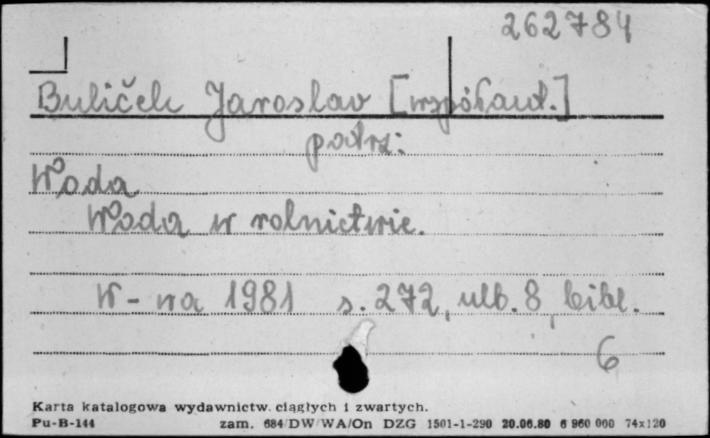 262784
Buliček Jaroslav [współaut.]
patrz:
Woda
Woda w rolnictwie.
W-wa 1981 s. 272, ulb. 8, bibl.
6
Karta katalogowa wydawnictw. ciągłych i zwartych.
Pu-B-144 zam. 684/DW/WA/On DZG 1501-1-290 20.06.80 6 960 000 74x120